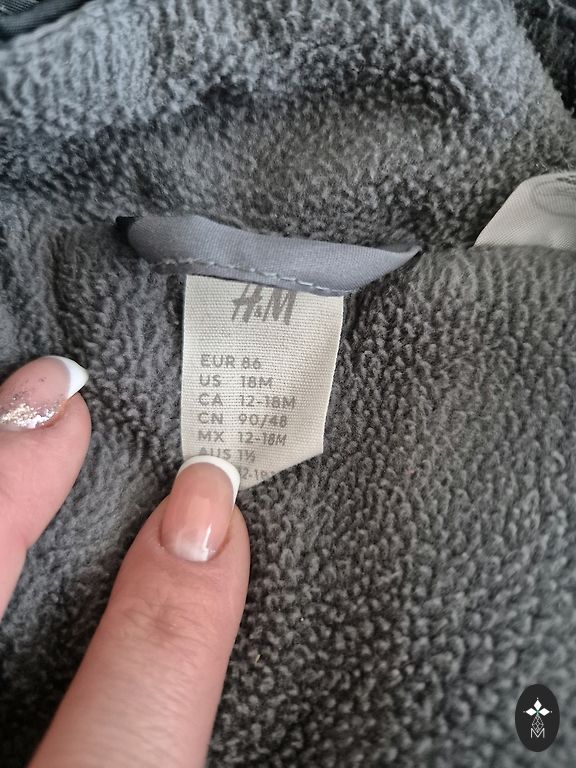 H&M
EUR 86
US 18M
CA 12-18M
CN 90/48
MX 12-18M
AUS 1½